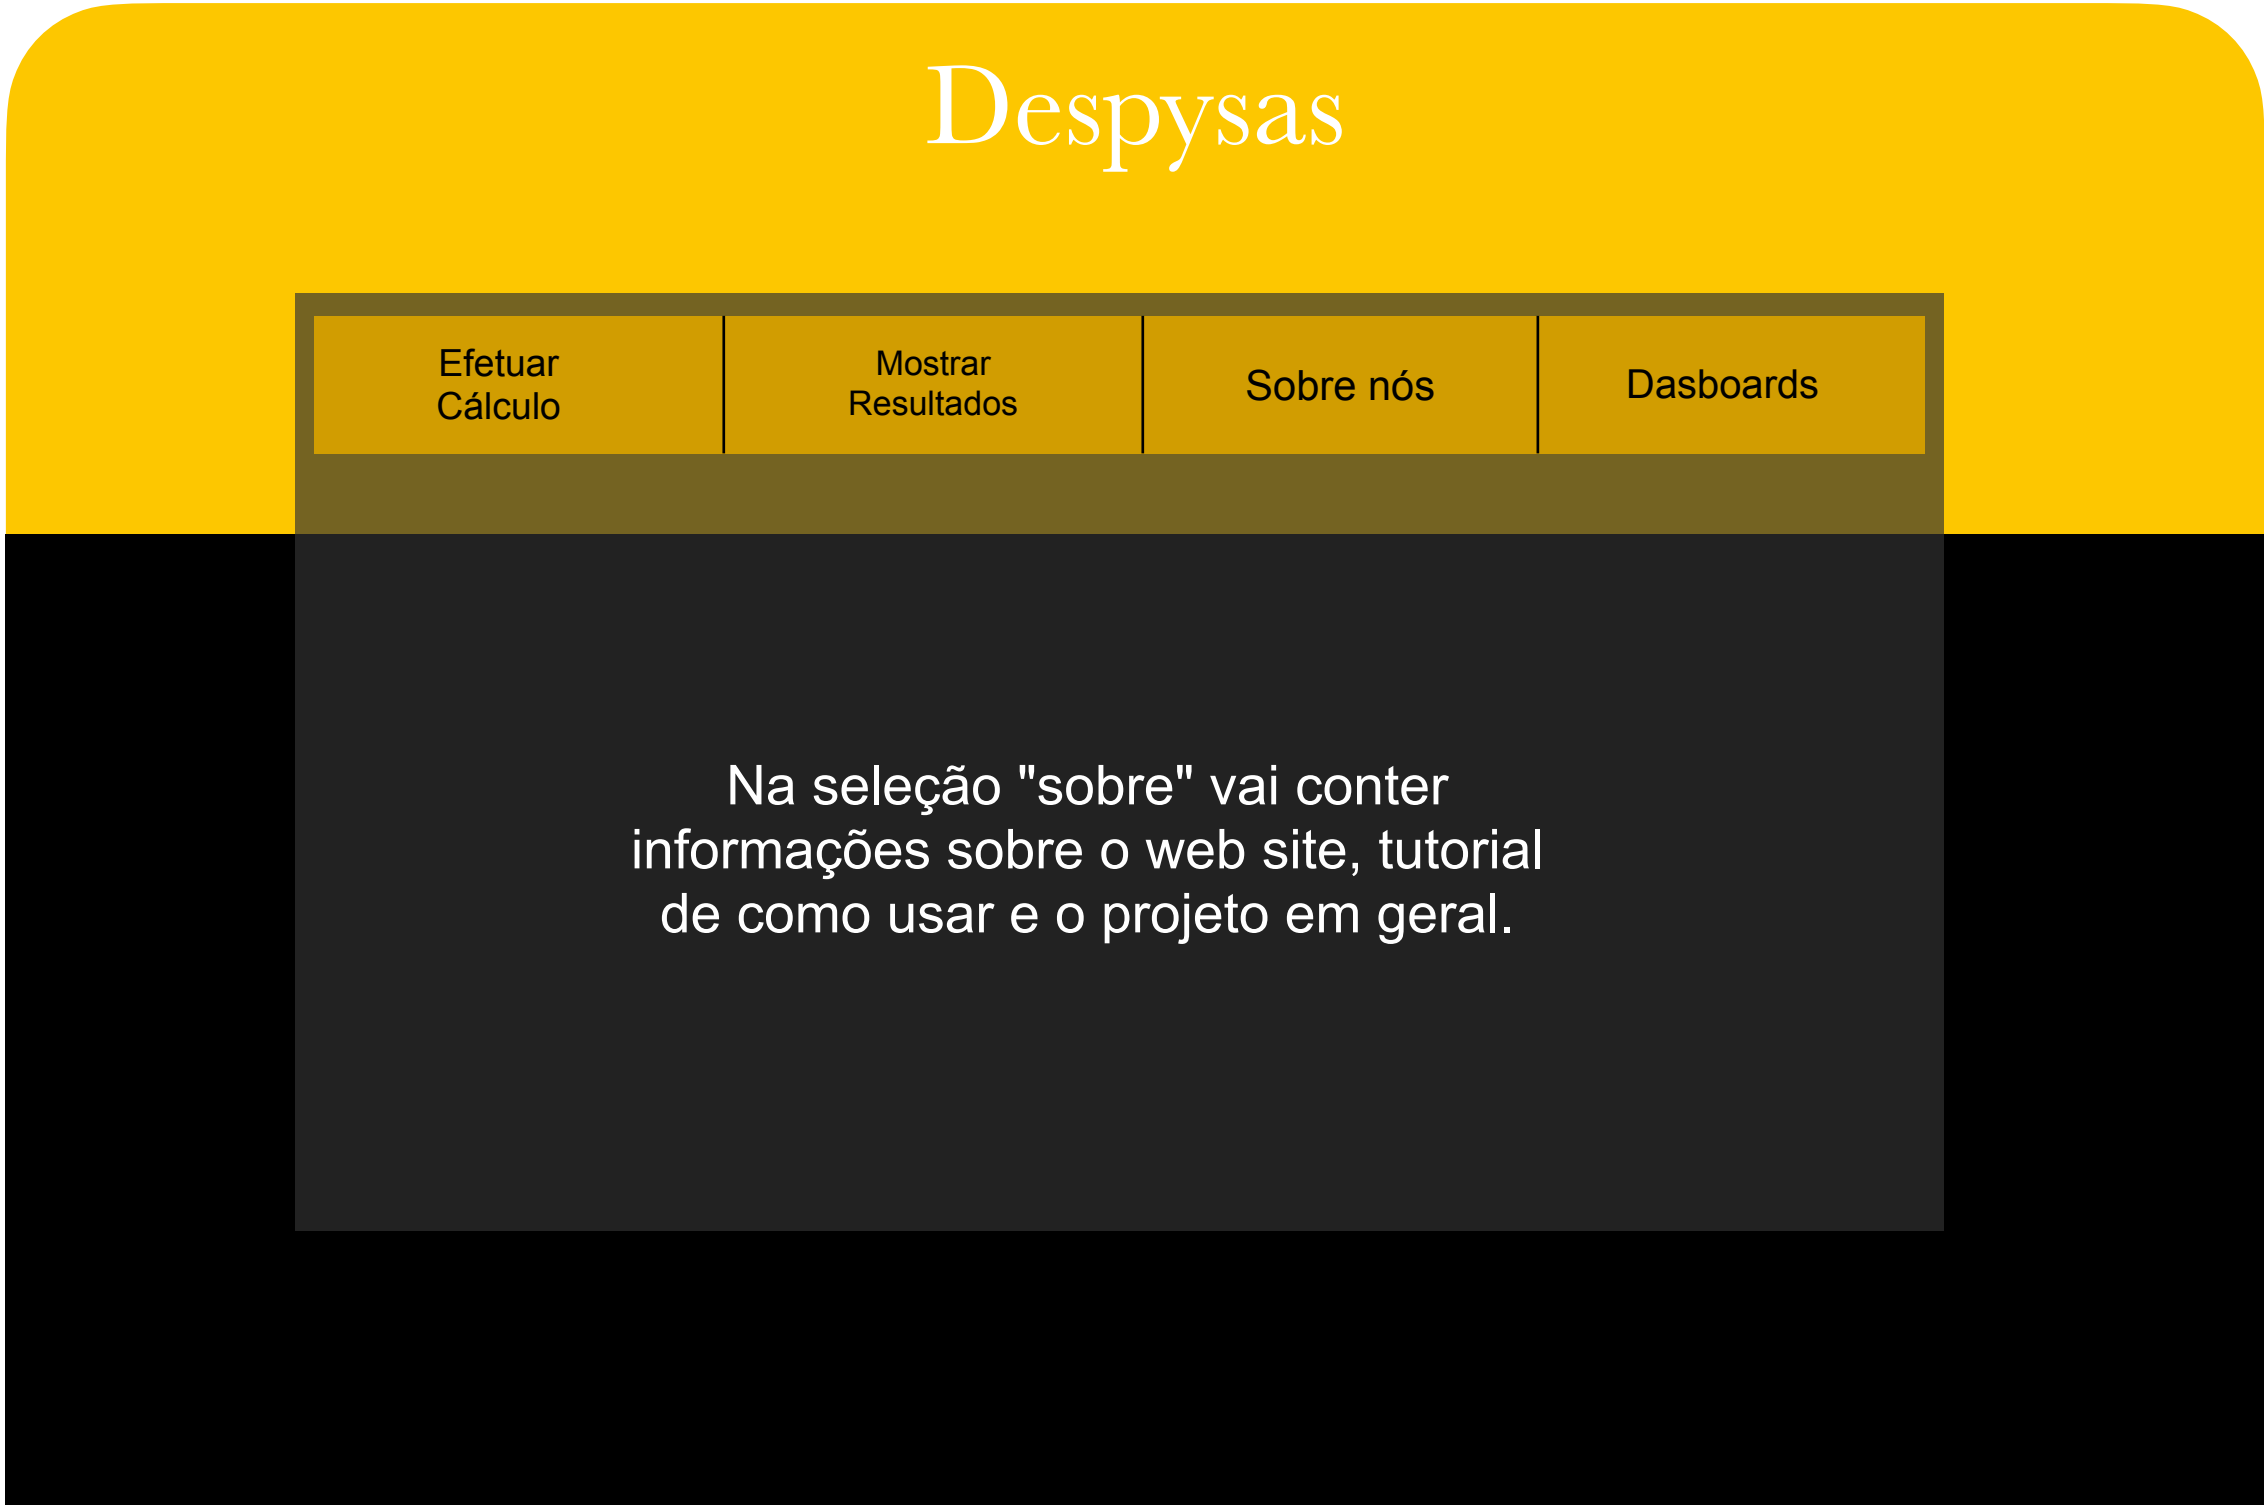 Despysas
Efetuar
Cálculo
Mostrar
Resultados
Sobre nós
Dasboards
Na seleção "sobre" vai conter
informações sobre o web site, tutorial
de como usar e o projeto em geral.